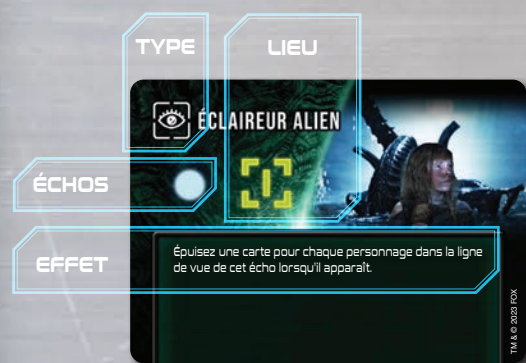 TYPE
LIEU
ÉCLAIREUR ALIEN
ÉCHOS
EFFET
Épuisez une carte pour chaque personnage dans la ligne
de vue de cet écho lorsqu'il apparaît.
TM & © 2023 FOX